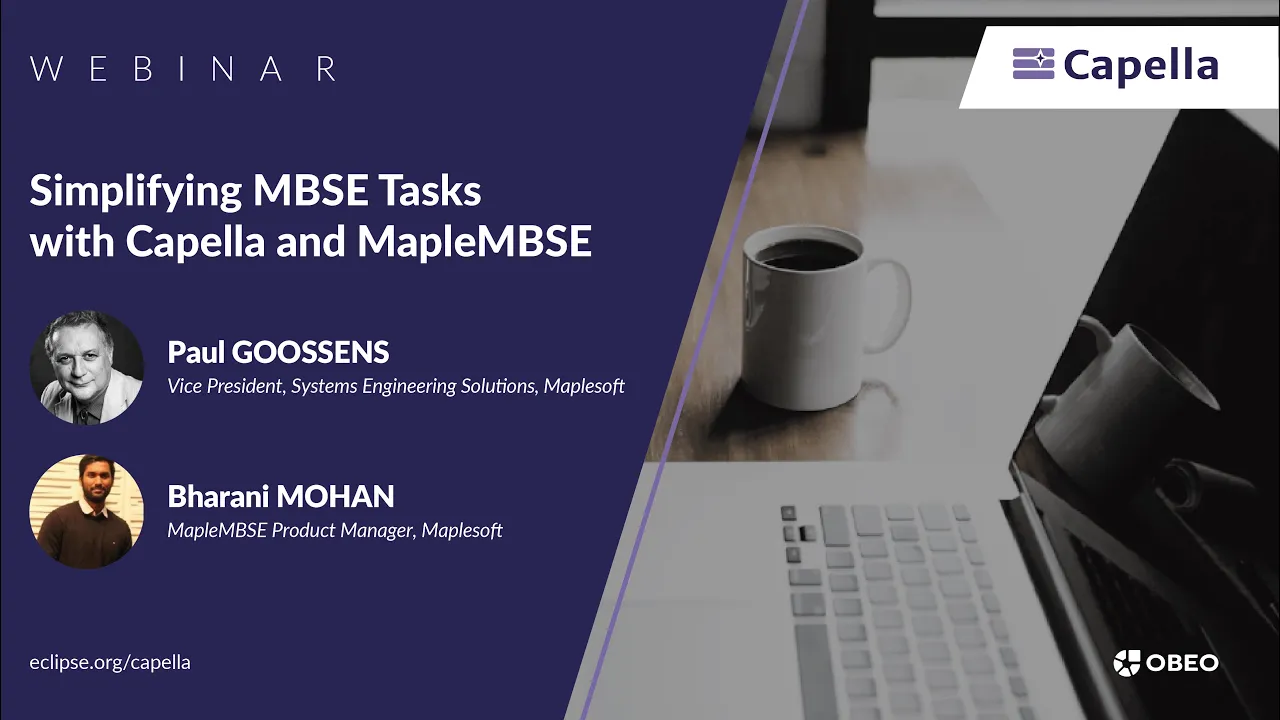 WEBINAR
Capella
Simplifying MBSE Tasks
with Capella and MapleMBSE
Paul GOOSSENS
Vice President, Systems Engineering Solutions, Maplesoft
Bharani MOHAN
MapleMBSE Product Manager, Maplesoft
eclipse.org/capella
OBEO